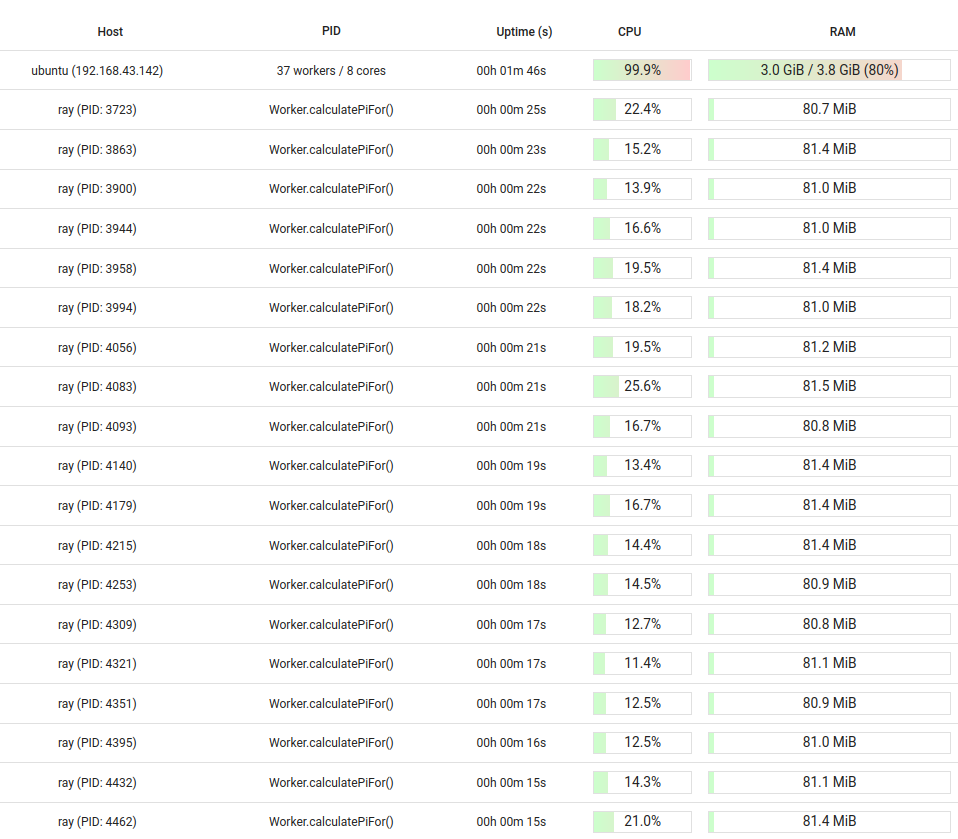 Host PID Uptime (s) CPU RAM
ubuntu (192.168.43.142) 37 workers / 8 cores 00h 01m 46s 99.9% 3.0 GiB / 3.8 GiB (80%)
ray (PID: 3723) Worker.calculatePiFor() 00h 00m 25s 22.4% 80.7 MiB
ray (PID: 3863) Worker.calculatePiFor() 00h 00m 23s 15.2% 81.4 MiB
ray (PID: 3900) Worker.calculatePiFor() 00h 00m 22s 13.9% 81.0 MiB
ray (PID: 3944) Worker.calculatePiFor() 00h 00m 22s 16.6% 81.0 MiB
ray (PID: 3958) Worker.calculatePiFor() 00h 00m 22s 19.5% 81.4 MiB
ray (PID: 3994) Worker.calculatePiFor() 00h 00m 22s 18.2% 81.0 MiB
ray (PID: 4056) Worker.calculatePiFor() 00h 00m 21s 19.5% 81.2 MiB
ray (PID: 4083) Worker.calculatePiFor() 00h 00m 21s 25.6% 81.5 MiB
ray (PID: 4093) Worker.calculatePiFor() 00h 00m 21s 16.7% 80.8 MiB
ray (PID: 4140) Worker.calculatePiFor() 00h 00m 19s 13.4% 81.4 MiB
ray (PID: 4179) Worker.calculatePiFor() 00h 00m 19s 16.7% 81.4 MiB
ray (PID: 4215) Worker.calculatePiFor() 00h 00m 18s 14.4% 81.4 MiB
ray (PID: 4253) Worker.calculatePiFor() 00h 00m 18s 14.5% 80.9 MiB
ray (PID: 4309) Worker.calculatePiFor() 00h 00m 17s 12.7% 80.8 MiB
ray (PID: 4321) Worker.calculatePiFor() 00h 00m 17s 11.4% 81.1 MiB
ray (PID: 4351) Worker.calculatePiFor() 00h 00m 17s 12.5% 80.9 MiB
ray (PID: 4395) Worker.calculatePiFor() 00h 00m 16s 12.5% 81.0 MiB
ray (PID: 4432) Worker.calculatePiFor() 00h 00m 15s 14.3% 81.1 MiB
ray (PID: 4462) Worker.calculatePiFor() 00h 00m 15s 21.0% 81.4 MiB